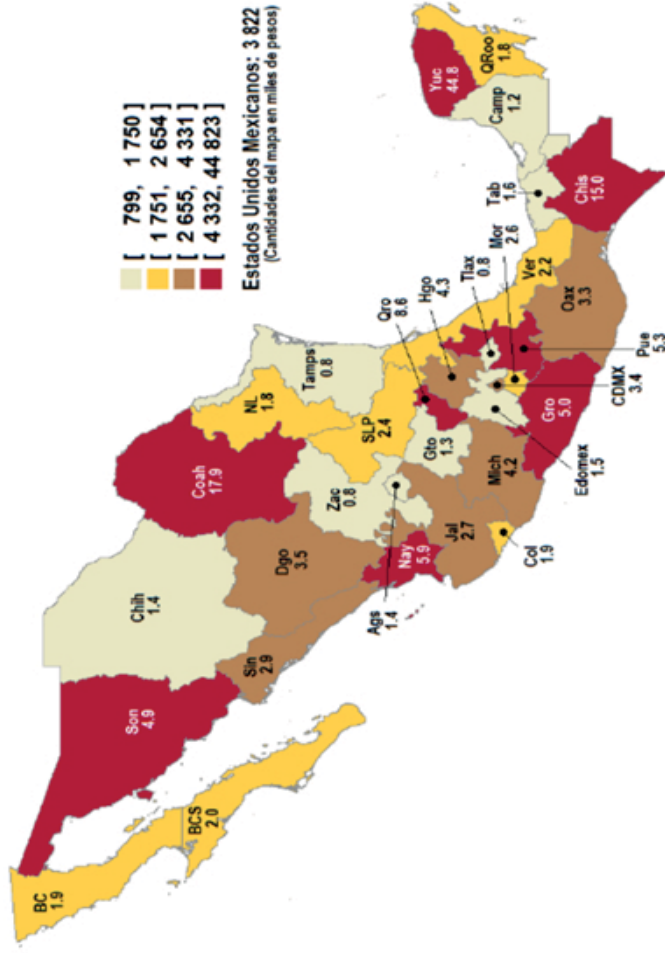 [ 799, 1 750 ]
[ 1 751, 2 654 ]
[ 2 655, 4 331 ]
[ 4 332, 44 823 ]
Estados Unidos Mexicanos: 3 822
(Cantidades del mapa en miles de pesos)
BC
1.9
BCS
2.0
Son
4.9
Chih
1.4
Coah
17.9
NL
1.8
Tamps
0.8
Sin
2.9
Dgo
3.5
Zac
0.8
SLP
2.4
Nay
5.9
Ags
1.4
Jal
2.7
Gto
1.3
Qro
8.6
Hgo
4.3
Tlax
0.8
Mor
2.6
Col
1.9
Mich
4.2
Edomex
1.5
CDMX
3.4
Gro
5.0
Pue
5.3
Ver
2.2
Oax
3.3
Tab
1.6
Chis
15.0
Camp
1.2
Yuc
44.8
QRoo
1.8